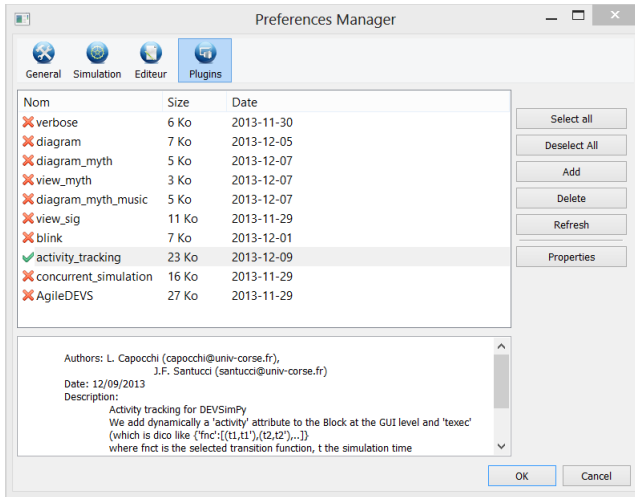 Preferences Manager
General Simulation Editeur Plugins
Nom Size Date
verbose 6 Ko 2013-11-30
diagram 7 Ko 2013-12-05
diagram_myth 5 Ko 2013-12-07
view_myth 3 Ko 2013-12-07
diagram_myth_music 5 Ko 2013-12-07
view_sig 11 Ko 2013-11-29
blink 7 Ko 2013-12-01
activity_tracking 23 Ko 2013-12-09
concurrent_simulation 16 Ko 2013-11-29
AgileDEVS 27 Ko 2013-11-29
Select all
Deselect All
Add
Delete
Refresh
Properties
Authors: L. Capocchi (capocchi@univ-corse.fr),
J.F. Santucci (santucci@univ-corse.fr)
Date: 12/09/2013
Description:
Activity tracking for DEVSimPy
We add dynamically a 'activity' attribute to the Block at the GUI level and 'texec'
(which is dico like {'fnc':[(t1,t1'),(t2,t2'),..]}
where fnct is the selected transition function, t the simulation time
OK Cancel